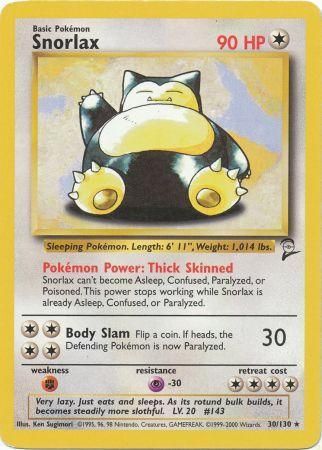 Basic Pokémon
Snorlax 90 HP
Sleeping Pokémon. Length: 6' 11", Weight: 1,014 lbs.
Pokémon Power: Thick Skinned
Snorlax can't become Asleep, Confused, Paralyzed, or
Poisoned. This power stops working while Snorlax is
already Asleep, Confused, or Paralyzed.
Body Slam Flip a coin. If heads, the 30
Defending Pokémon is now Paralyzed.
weakness resistance retreat cost
-30
Very lazy. Just eats and sleeps. As its rotund bulk builds, it
becomes steadily more slothful. LV. 20 #143
Illus. Ken Sugimori ©1995, 96, 98 Nintendo, Creatures, GAMEFREAK. ©1999-2000 Wizards. 30/130 ★